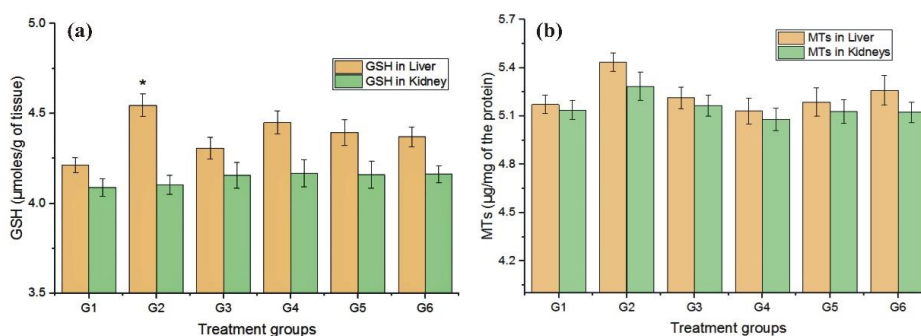 (a)
GSH in Liver
GSH in Kidney
*
5.0
4.5
4.0
3.5
GSH (µmoles/g of tissue)
G1 G2 G3 G4 G5 G6
Treatment groups
(b)
MTs in Liver
MTs in Kidneys
5.7
5.4
5.1
4.8
4.5
4.2
MTs (µg/mg of the protein)
G1 G2 G3 G4 G5 G6
Treatment groups